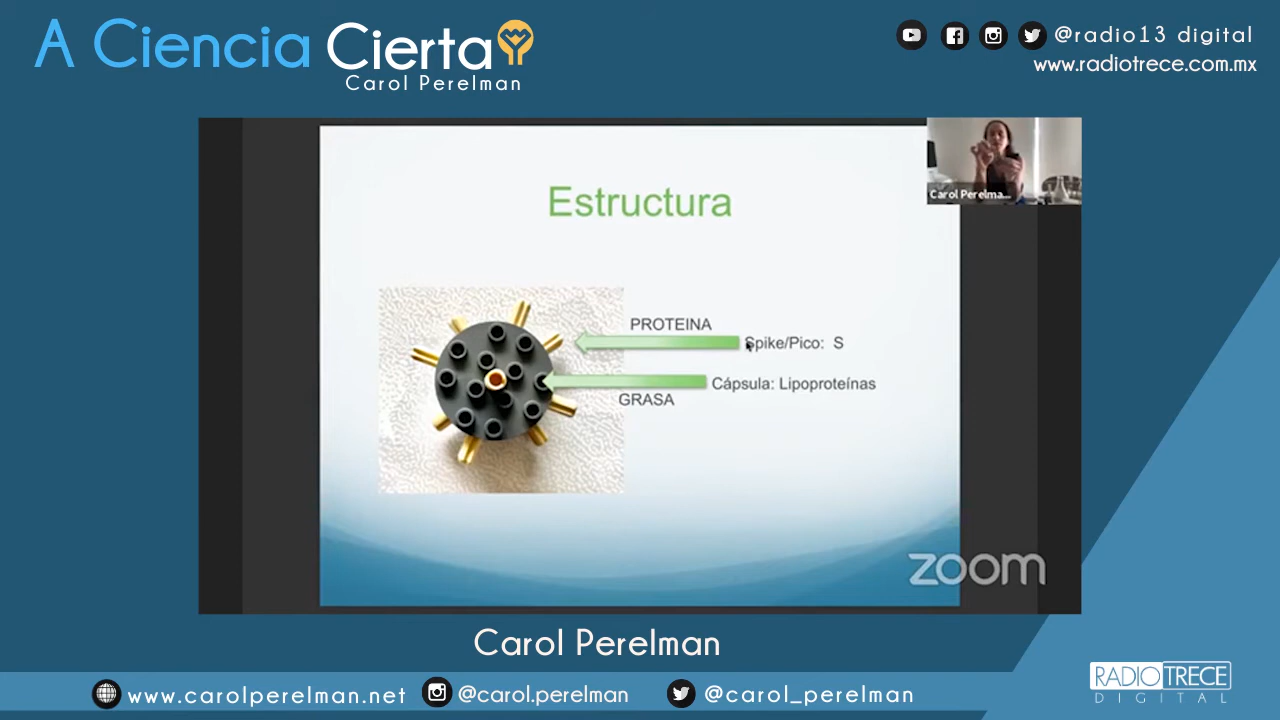 A Ciencia Cierta
Carol Perelman
@radio13 digital
www.radiotrece.com.mx
Carol Perelma...
Estructura
PROTEINA
Spike/Pico: S
Cápsula: Lipoproteínas
GRASA
zoom
Carol Perelman
www.carolperelman.net
@carol.perelman
@carol_perelman
RADIO TRECE
DIGITAL